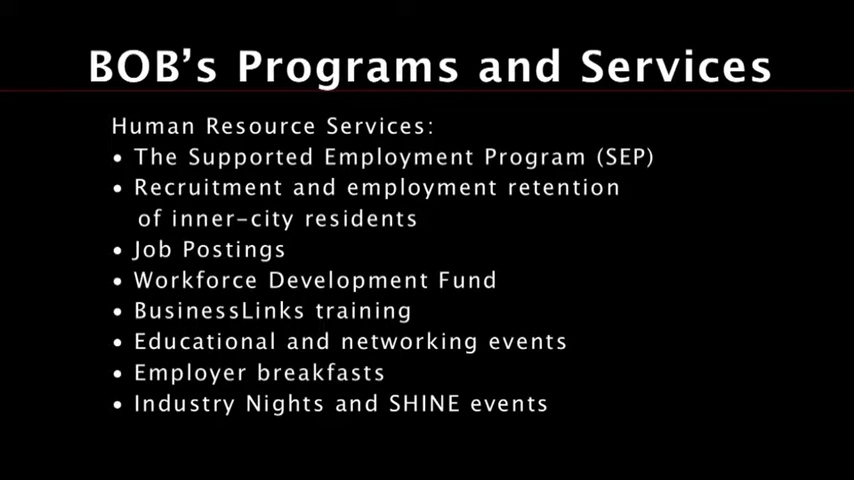 BOB's Programs and Services
Human Resource Services:
• The Supported Employment Program (SEP)
• Recruitment and employment retention
of inner-city residents
• Job Postings
• Workforce Development Fund
• BusinessLinks training
• Educational and networking events
• Employer breakfasts
• Industry Nights and SHINE events